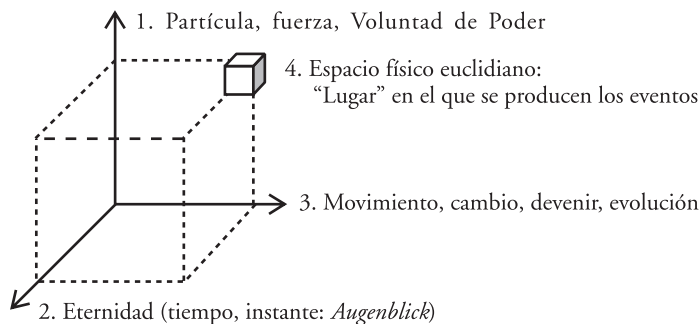 1. Partícula, fuerza, Voluntad de Poder
4. Espacio físico euclidiano:
“Lugar” en el que se producen los eventos
3. Movimiento, cambio, devenir, evolución
2. Eternidad (tiempo, instante: Augenblick)